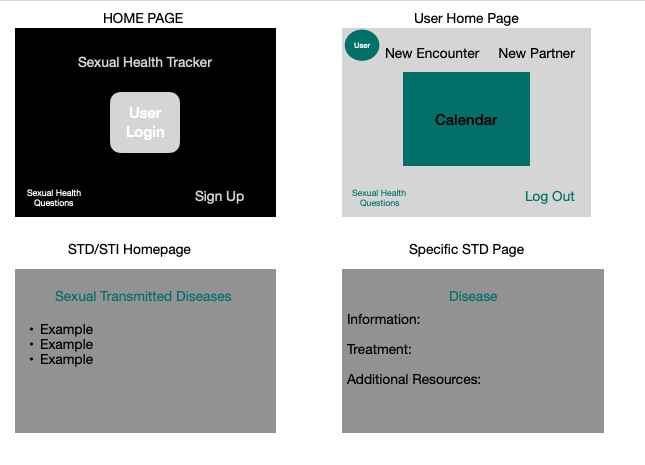 HOME PAGE
Sexual Health Tracker
User
Login
Sexual Health
Questions
Sign Up
User Home Page
User
New Encounter
New Partner
Calendar
Sexual Health
Questions
Log Out
STD/STI Homepage
Sexual Transmitted Diseases
• Example
• Example
• Example
Specific STD Page
Disease
Information:
Treatment:
Additional Resources: